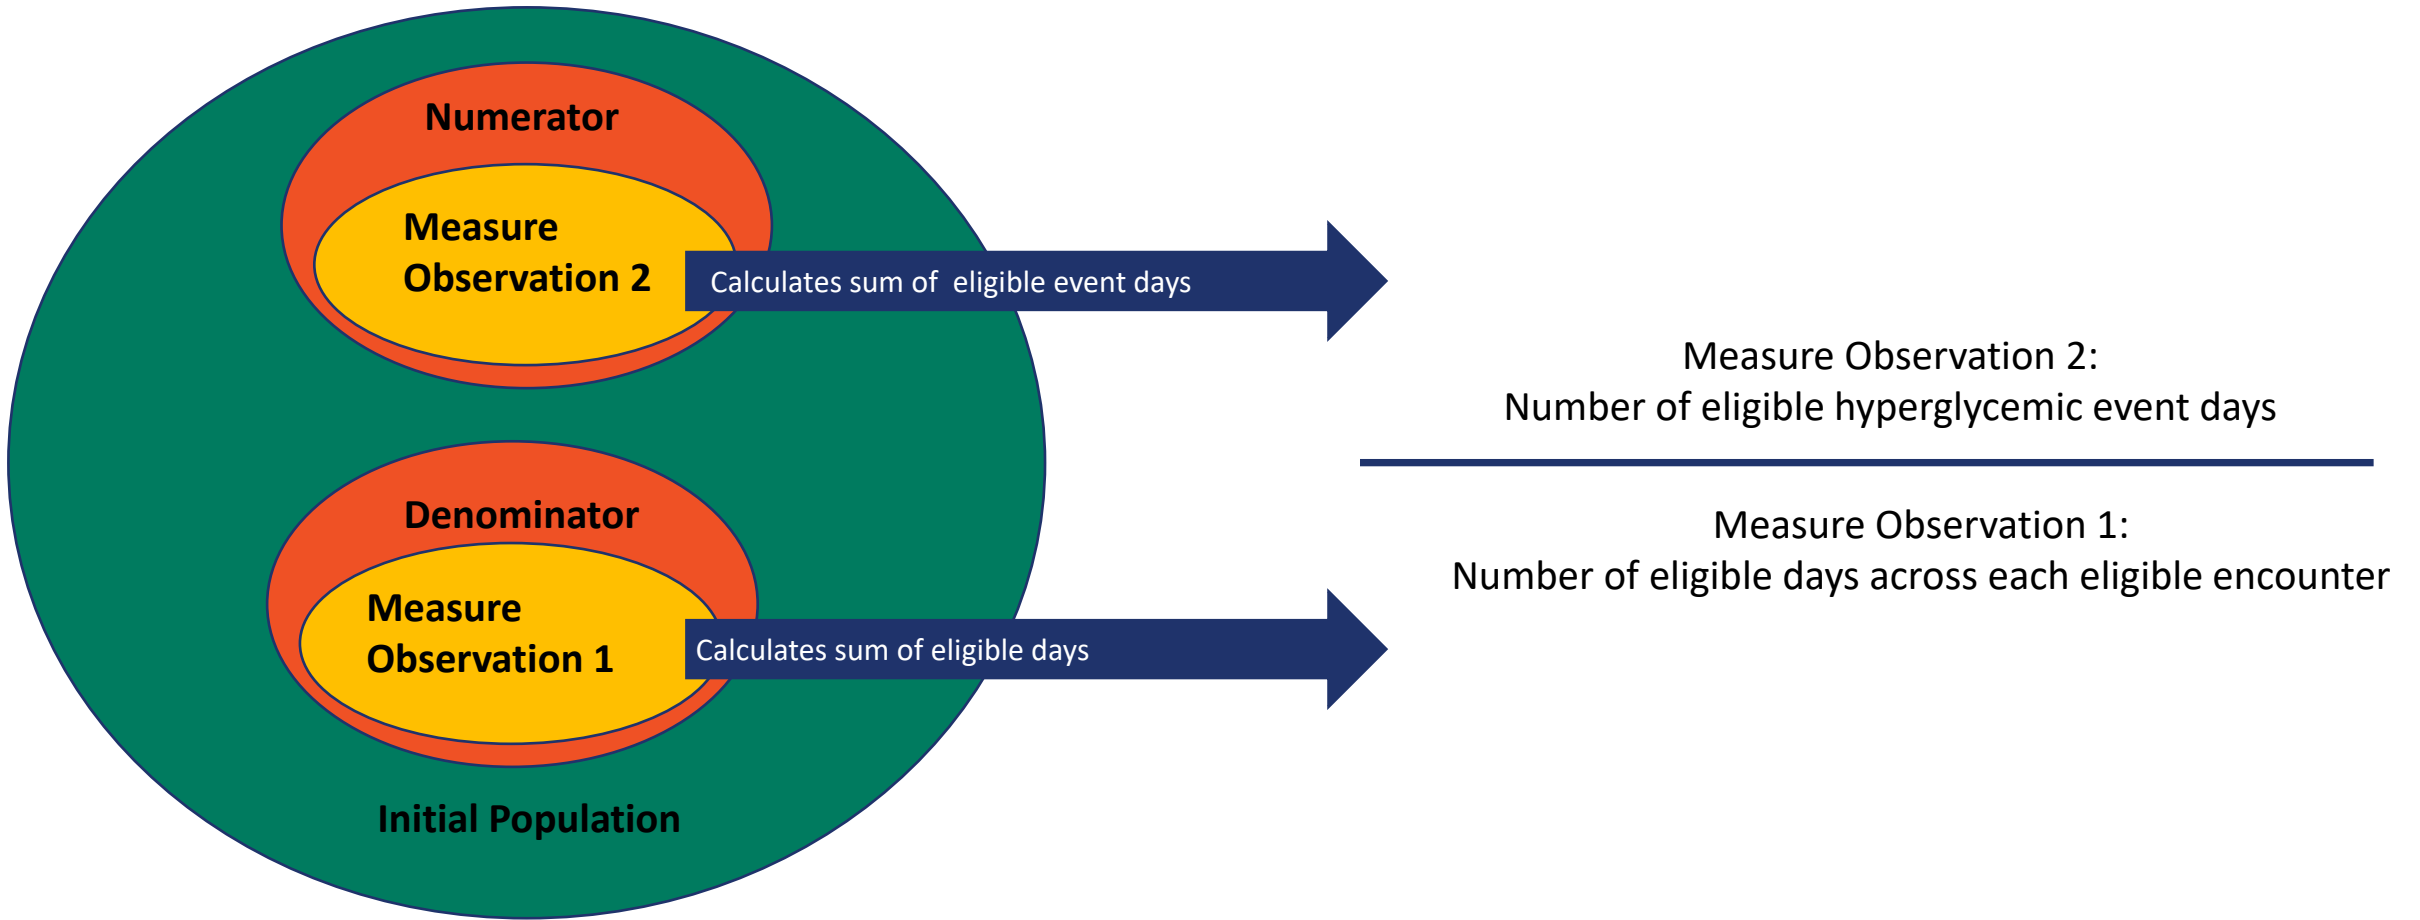 Numerator
Measure
Observation 2
Calculates sum of  eligible event days
Measure Observation 2:
Number of eligible hyperglycemic event days
Denominator
Measure
Observation 1
Calculates sum of eligible days
Measure Observation 1:
Number of eligible days across each eligible encounter
Initial Population